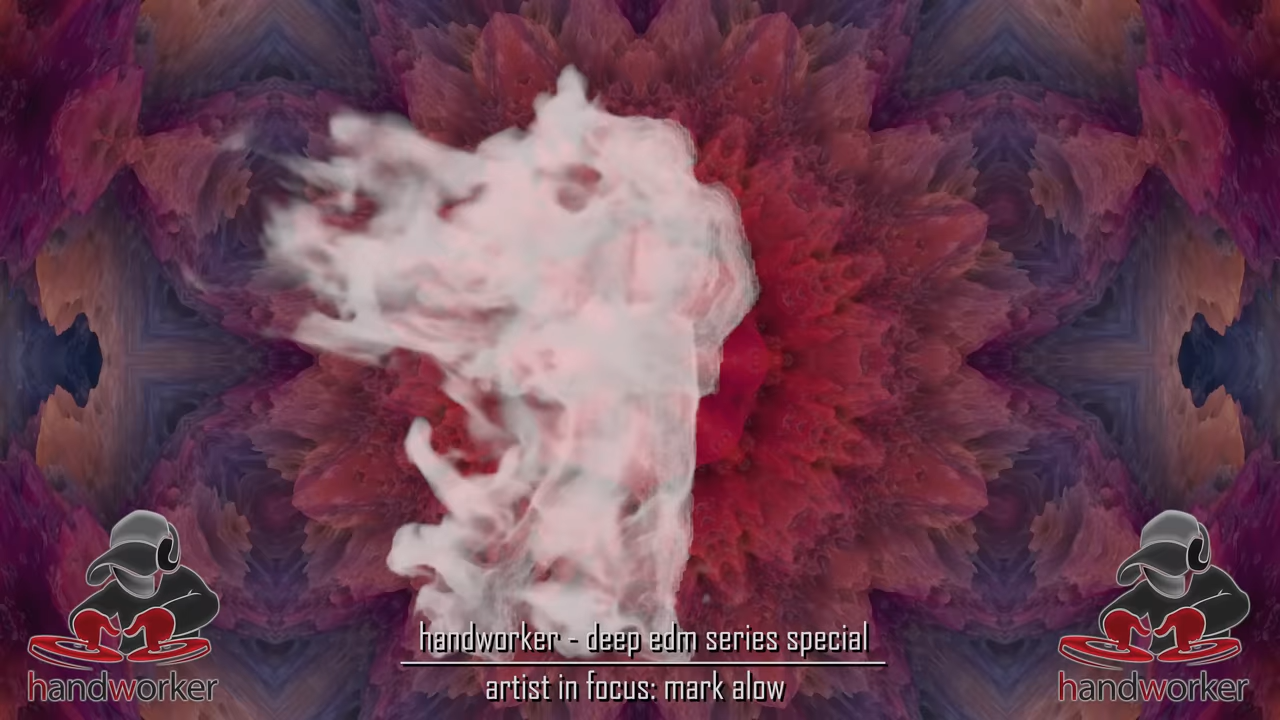 handworker - deep edm series special
artist in focus: mark alow
handworker
handworker